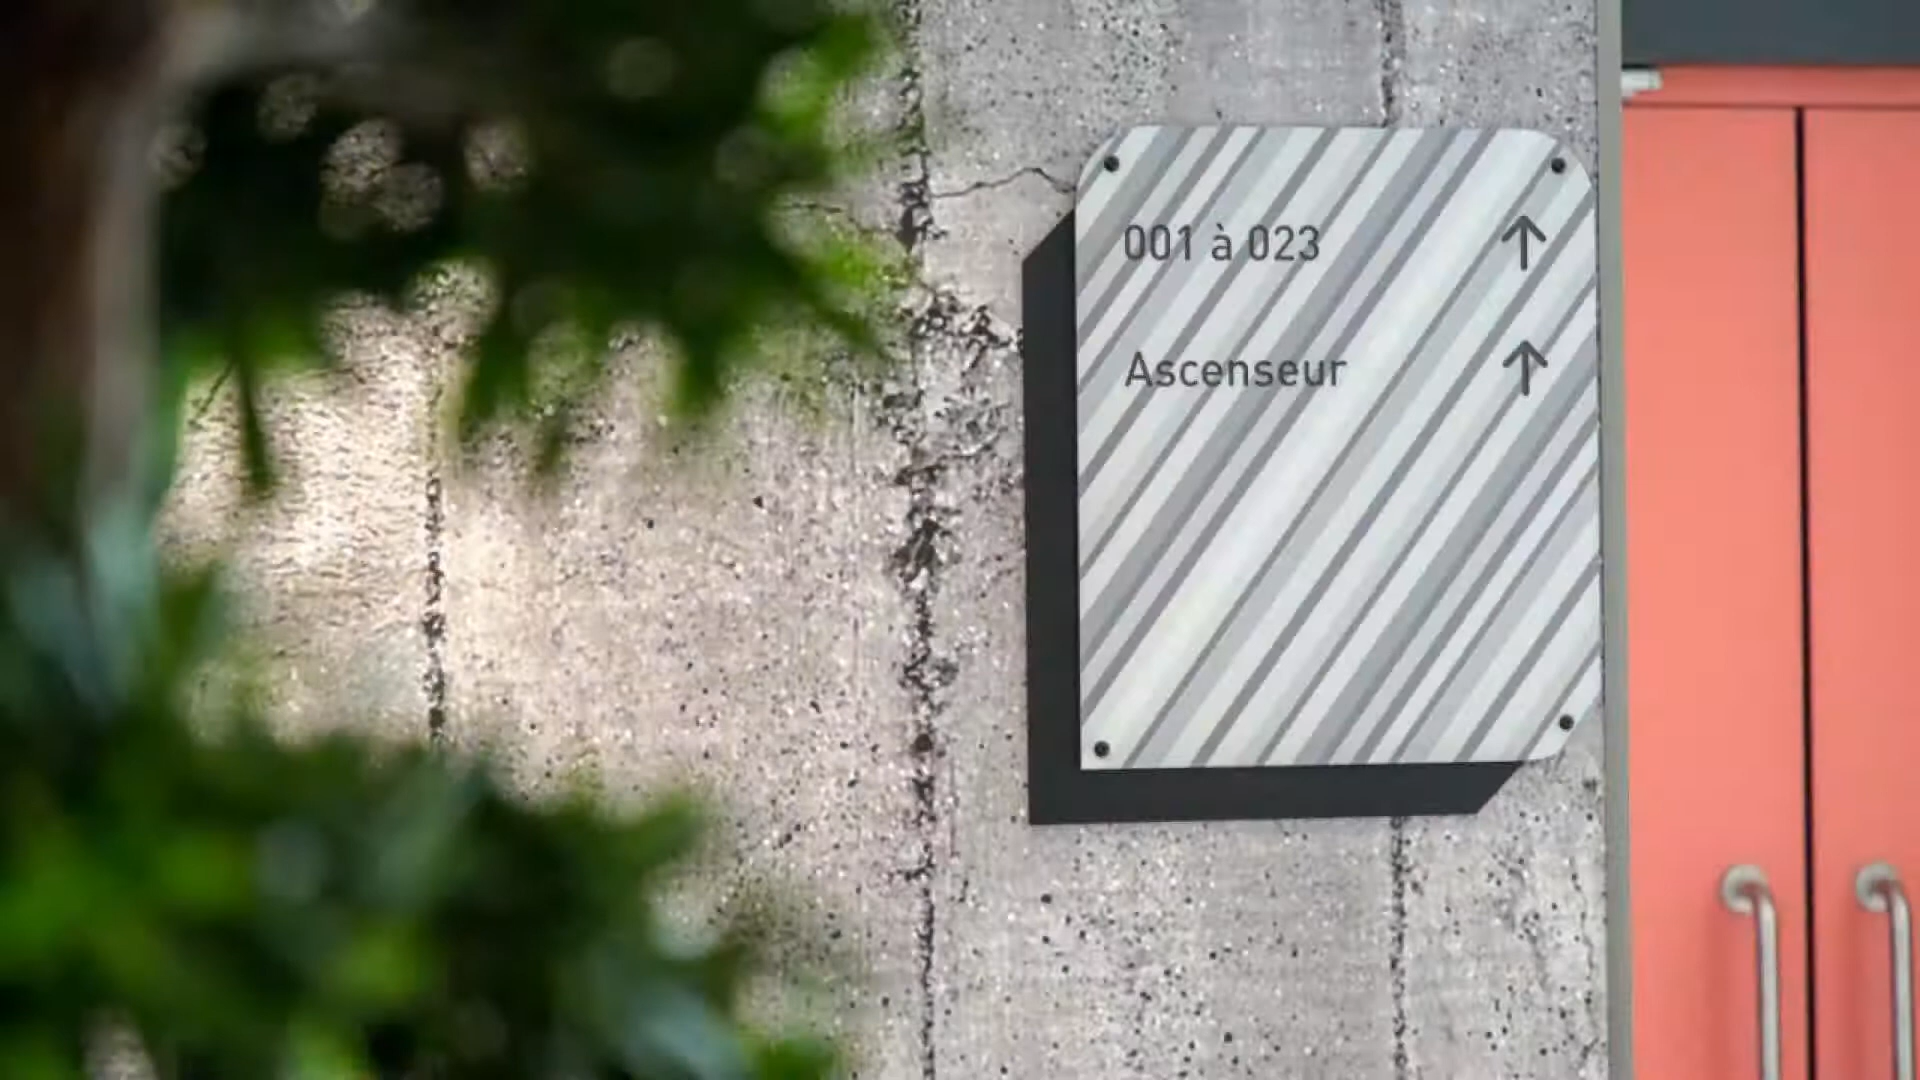 001 à 023 ↑
Ascenseur ↑